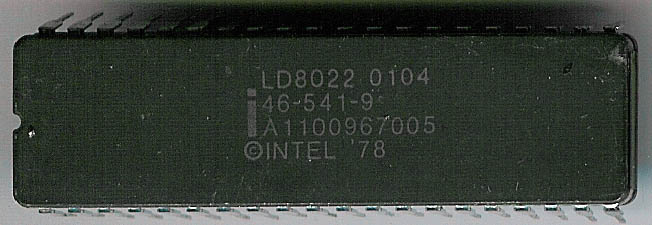 LD8022 0104
i 46-541-9
A1100967005
©INTEL '78